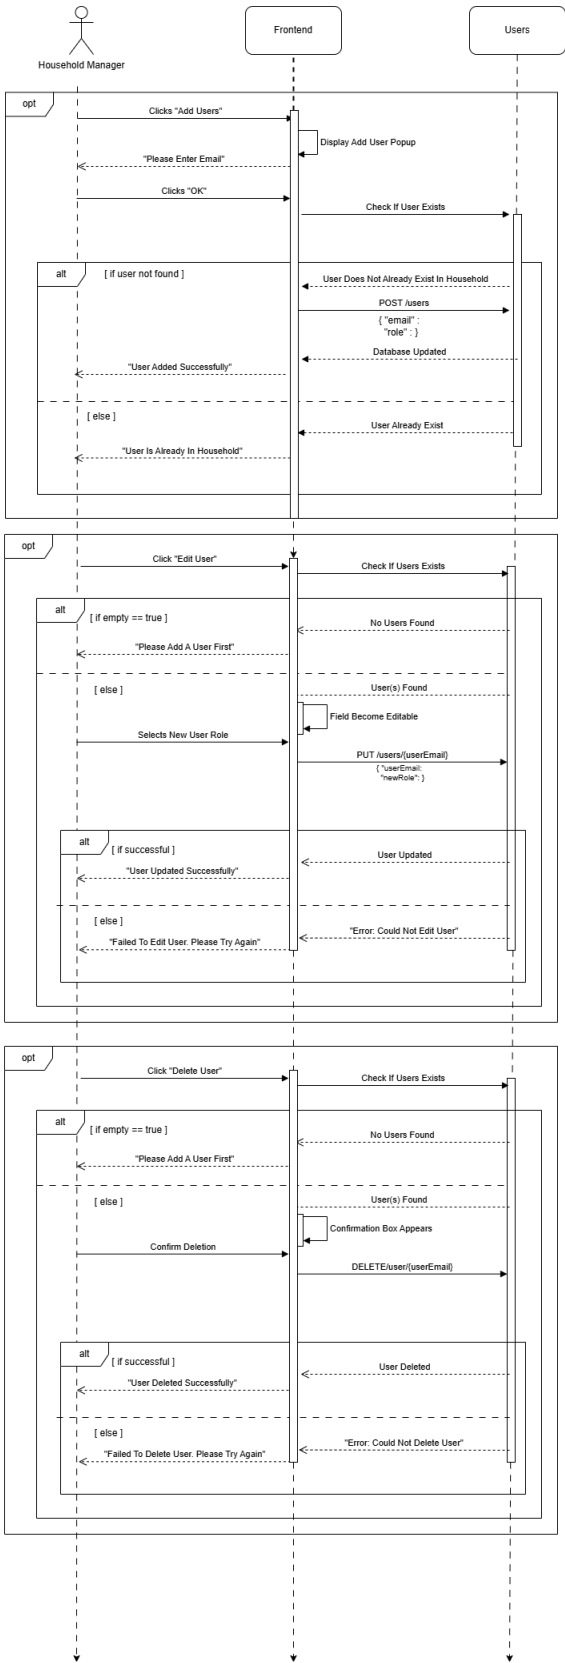 Household Manager
Frontend
Users
opt
Clicks "Add Users"
Display Add User Popup
"Please Enter Email"
Clicks "OK"
Check If User Exists
alt
[ if user not found ]
User Does Not Already Exist In Household
POST /users
{ "email" :
"role" : }
Database Updated
"User Added Successfully"
[ else ]
User Already Exist
"User Is Already In Household"
opt
Click "Edit User"
Check If Users Exists
alt
[ if empty == true ]
No Users Found
"Please Add A User First"
[ else ]
User(s) Found
Field Become Editable
Selects New User Role
PUT /users/{userEmail}
{ "userEmail:
"newRole": }
alt
[ if successful ]
User Updated
"User Updated Successfully"
[ else ]
"Error: Could Not Edit User"
"Failed To Edit User. Please Try Again"
opt
Click "Delete User"
Check If Users Exists
alt
[ if empty == true ]
No Users Found
"Please Add A User First"
[ else ]
User(s) Found
Confirmation Box Appears
Confirm Deletion
DELETE/user/{userEmail}
alt
[ if successful ]
User Deleted
"User Deleted Successfully"
[ else ]
"Error: Could Not Delete User"
"Failed To Delete User. Please Try Again"